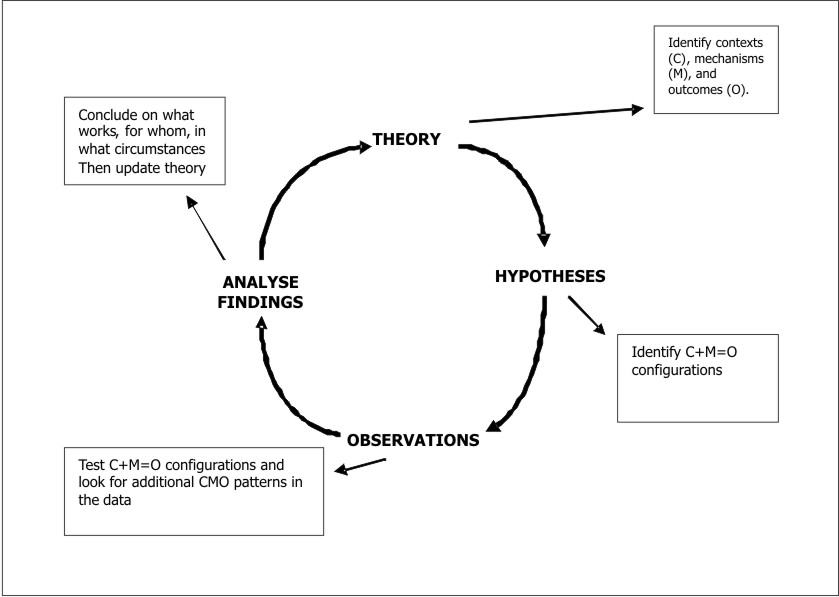 Identify contexts
(C), mechanisms
(M), and
outcomes (O).
Conclude on what
works, for whom, in
what circumstances
Then update theory
THEORY
ANALYSE
FINDINGS
HYPOTHESES
Identify C+M=O
configurations
OBSERVATIONS
Test C+M=O configurations and
look for additional CMO patterns in
the data